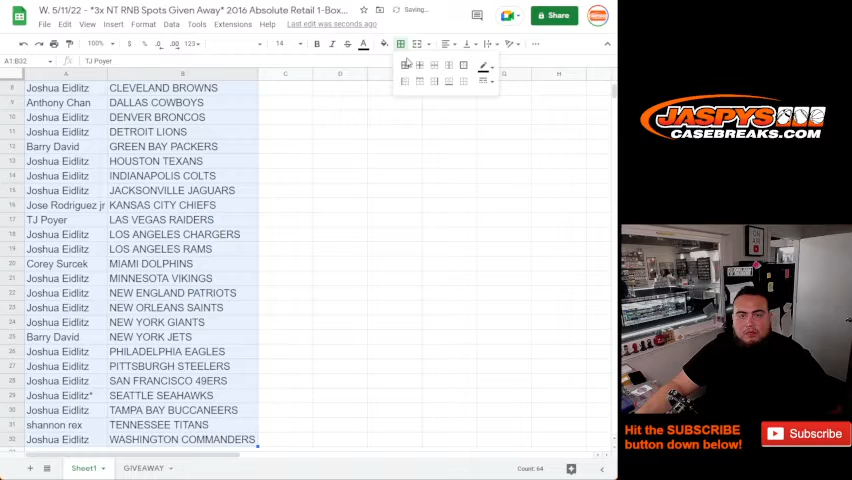 W. 5/11/22 - *3x NT RNB Spots Given Away* 2016 Absolute Retail 1-Box...
Saving...
Share
File Edit View Insert Format Data Tools Extensions Help Last edit was seconds ago
100% $ % .0 .00 123 14 B I S A
A1:B32 fx TJ Poyer
A B C D E F G H I
8 Joshua Eidlitz CLEVELAND BROWNS
9 Anthony Chan DALLAS COWBOYS
10 Joshua Eidlitz DENVER BRONCOS
11 Joshua Eidlitz DETROIT LIONS
12 Barry David GREEN BAY PACKERS
13 Joshua Eidlitz HOUSTON TEXANS
14 Joshua Eidlitz INDIANAPOLIS COLTS
15 Joshua Eidlitz JACKSONVILLE JAGUARS
16 Jose Rodriguez jr KANSAS CITY CHIEFS
17 TJ Poyer LAS VEGAS RAIDERS
18 Joshua Eidlitz LOS ANGELES CHARGERS
19 Joshua Eidlitz LOS ANGELES RAMS
20 Corey Surcek MIAMI DOLPHINS
21 Joshua Eidlitz MINNESOTA VIKINGS
22 Joshua Eidlitz NEW ENGLAND PATRIOTS
23 Joshua Eidlitz NEW ORLEANS SAINTS
24 Joshua Eidlitz NEW YORK GIANTS
25 Barry David NEW YORK JETS
26 Joshua Eidlitz PHILADELPHIA EAGLES
27 Joshua Eidlitz PITTSBURGH STEELERS
28 Joshua Eidlitz SAN FRANCISCO 49ERS
29 Joshua Eidlitz* SEATTLE SEAHAWKS
30 Joshua Eidlitz TAMPA BAY BUCCANEERS
31 shannon rex TENNESSEE TITANS
32 Joshua Eidlitz WASHINGTON COMMANDERS
Sheet1 GIVEAWAY Count: 64
JASPYS
CASEBREAKS.COM
ON AIR
Hit the SUBSCRIBE
button down below!
Subscribe